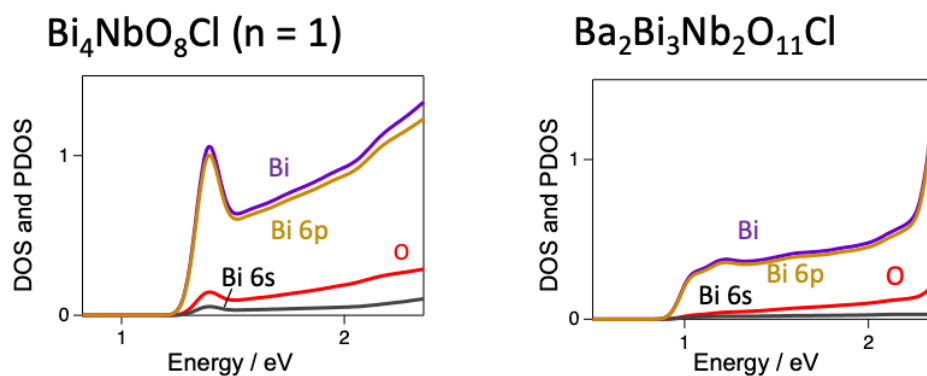 Bi₄NbO₈Cl (n = 1)
DOS and PDOS
1
0
Bi
Bi 6p
O
Bi 6s
1
2
Energy / eV
Ba₂Bi₃Nb₂O₁₁Cl
DOS and PDOS
1
0
Bi
Bi 6p
O
Bi 6s
1
2
Energy / eV